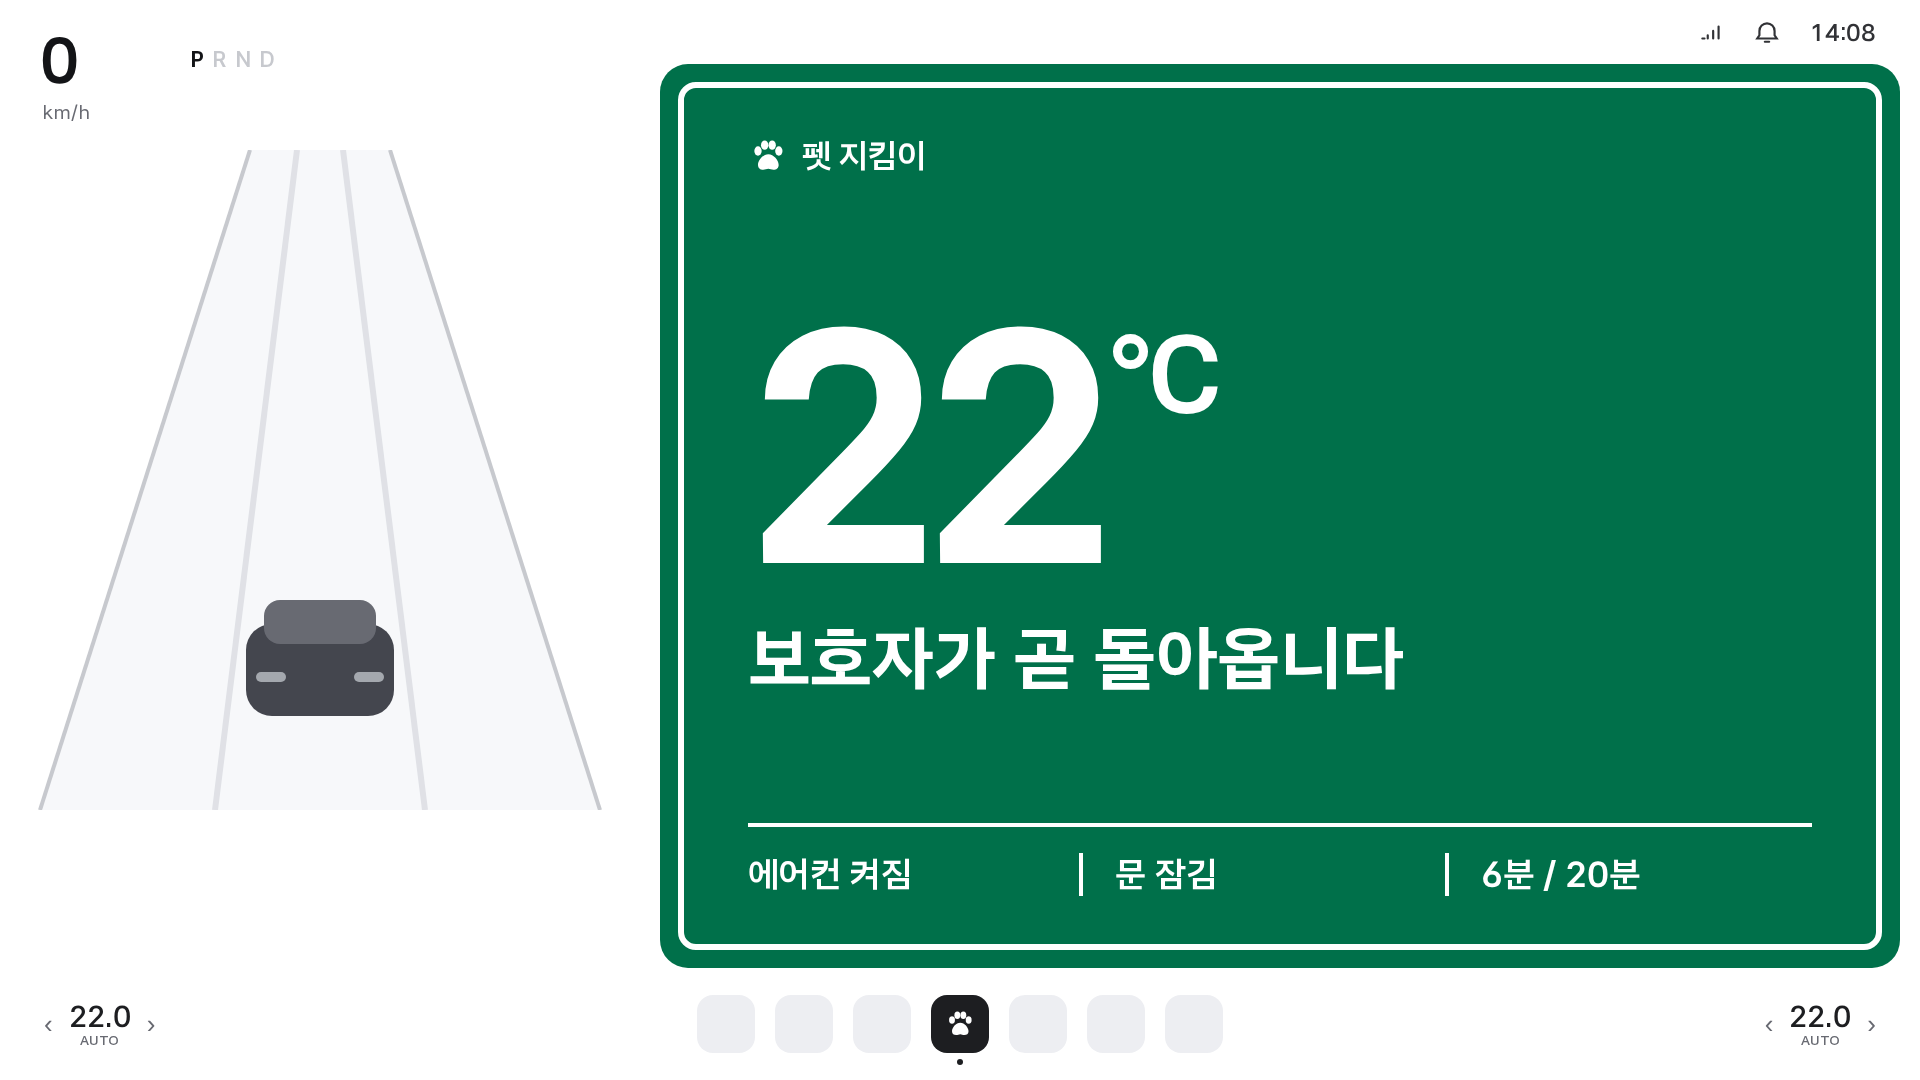 0
km/h
P R N D
14:08
펫 지킴이
22℃
보호자가 곧 돌아옵니다
에어컨 켜짐
문 잠김
6분 / 20분
‹ 22.0 ›
AUTO
‹ 22.0 ›
AUTO